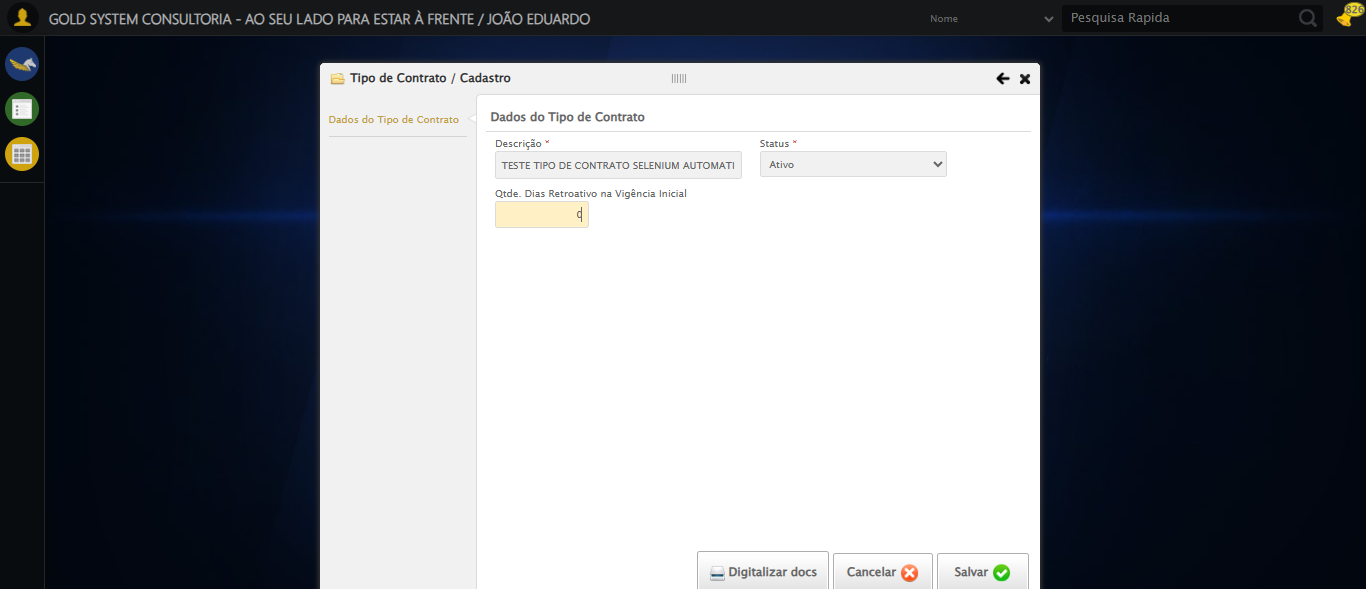 GOLD SYSTEM CONSULTORIA - AO SEU LADO PARA ESTAR À FRENTE / JOÃO EDUARDO
Nome
Pesquisa Rapida
826
Tipo de Contrato / Cadastro
Dados do Tipo de Contrato
Dados do Tipo de Contrato
Descrição *
Status *
TESTE TIPO DE CONTRATO SELENIUM AUTOMATI
Ativo
Qtde. Dias Retroativo na Vigência Inicial
0
Digitalizar docs
Cancelar
Salvar